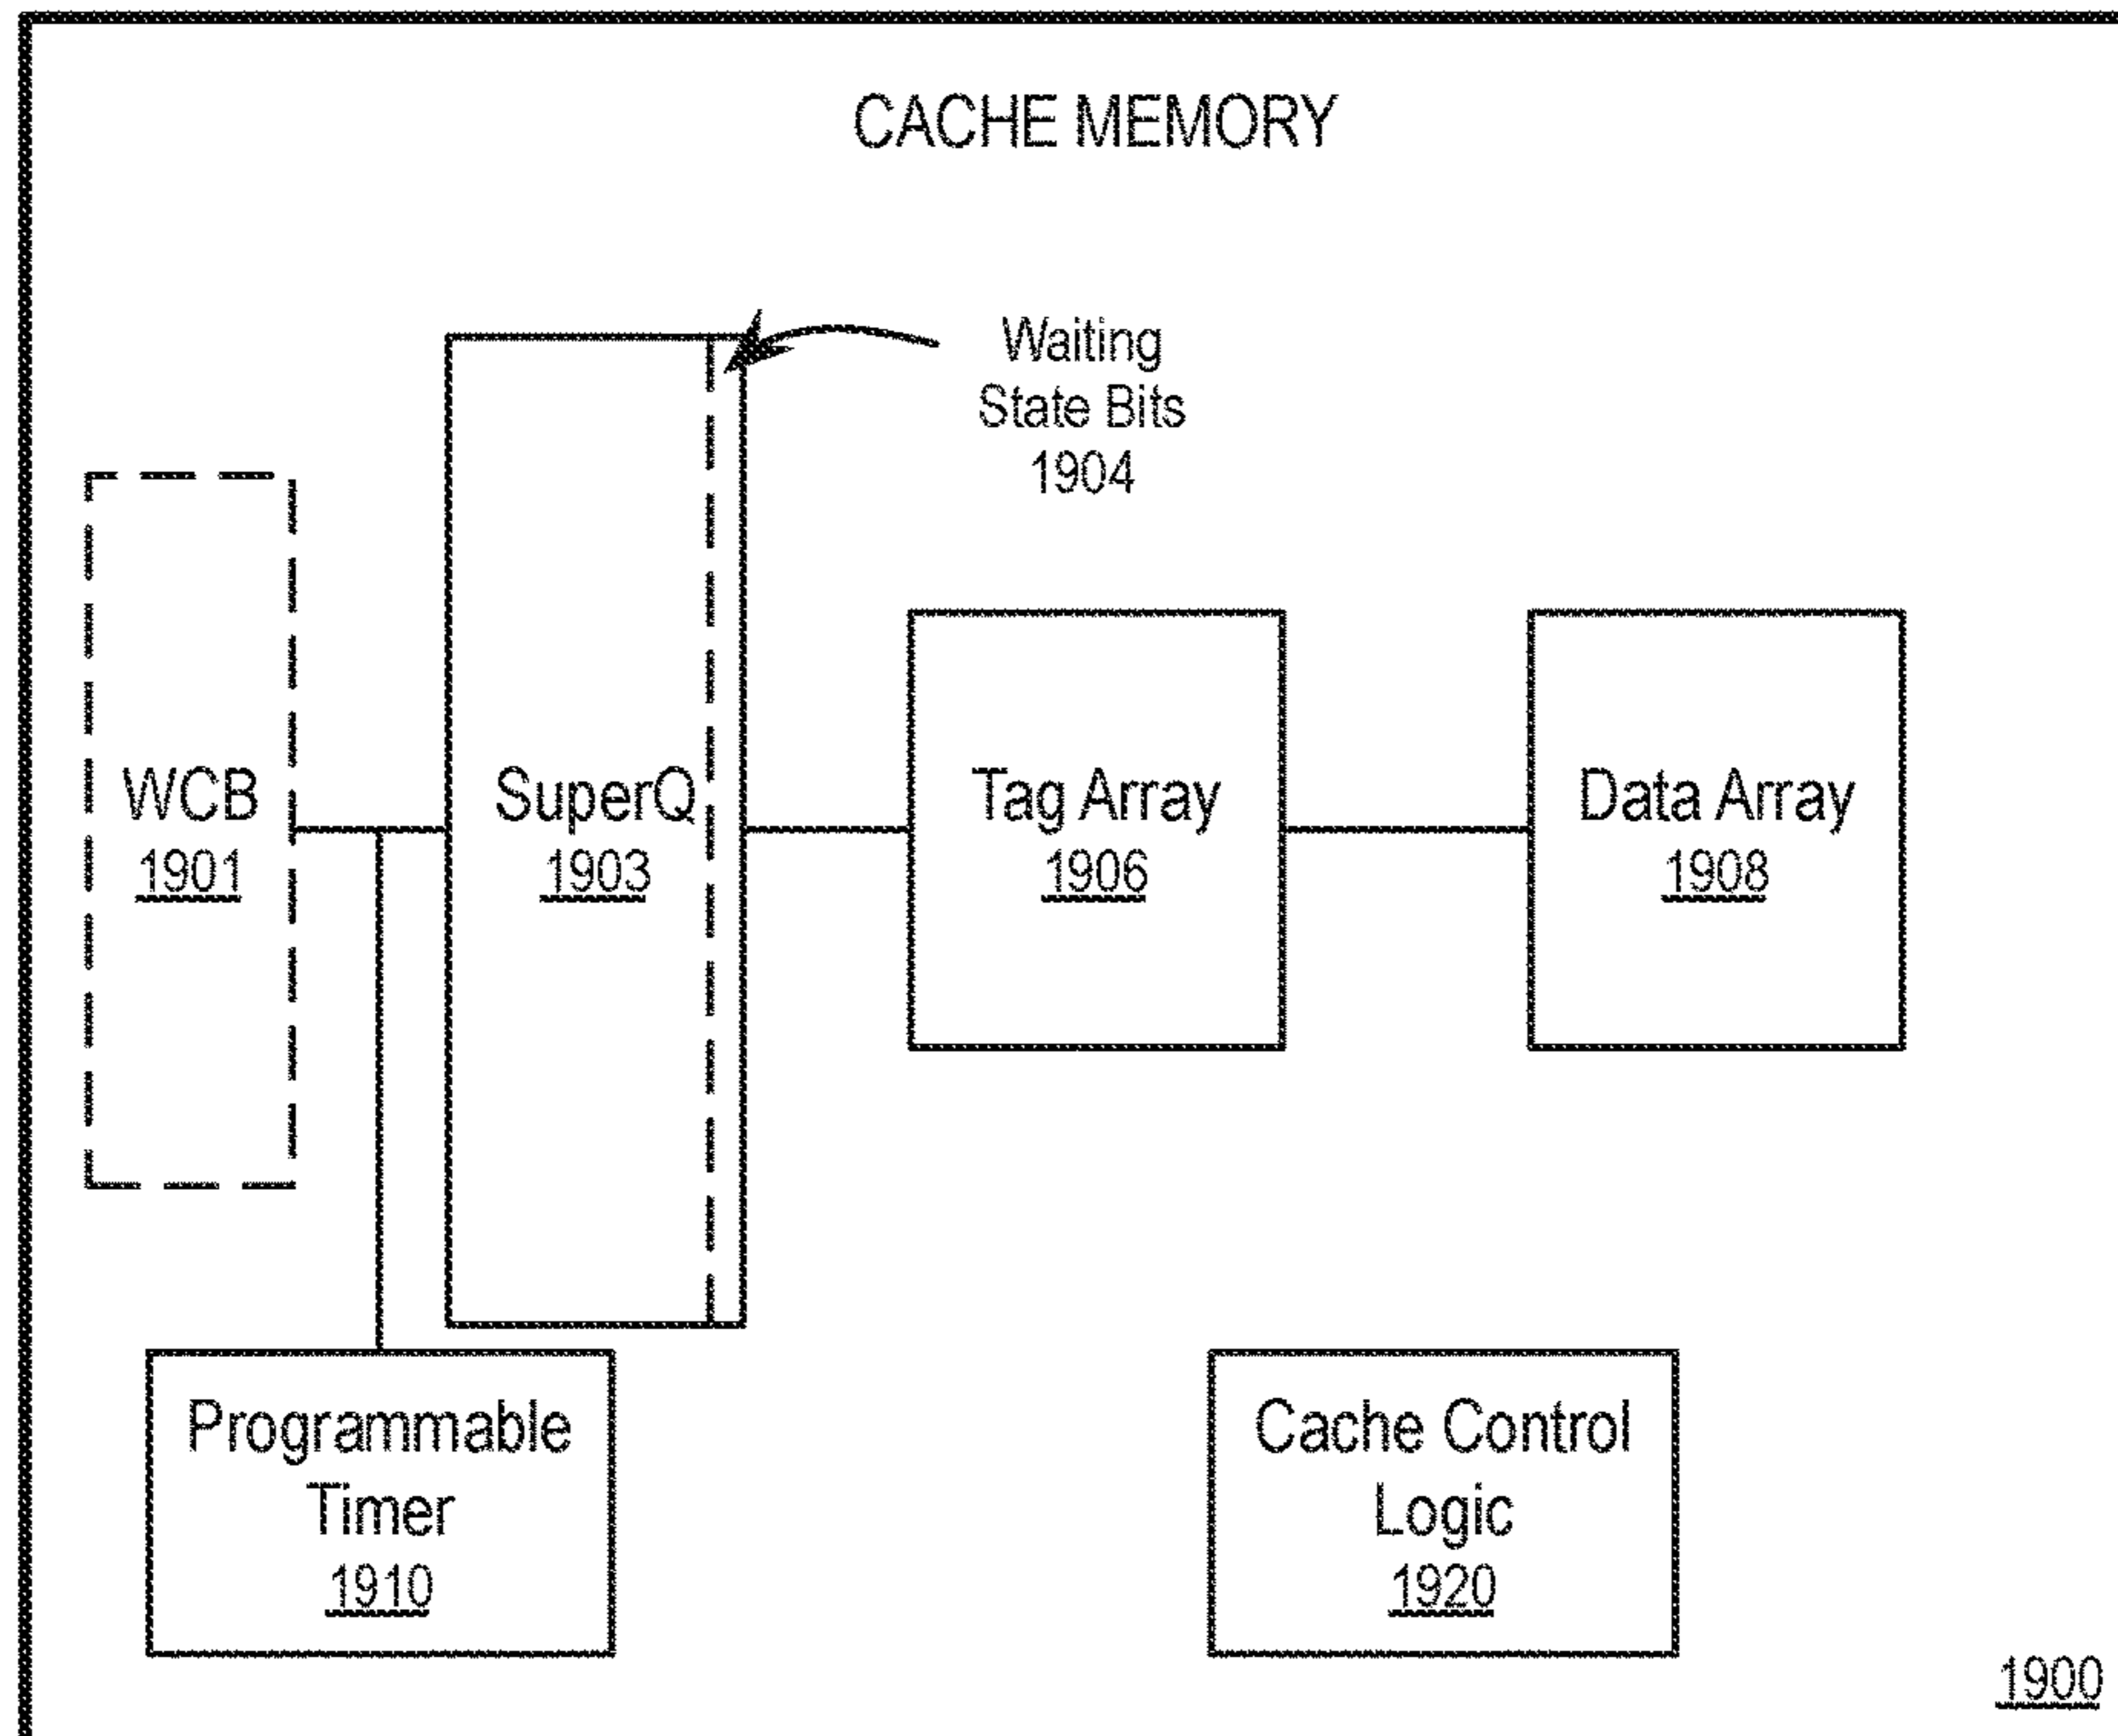 CACHE MEMORY
Waiting
State Bits
1904
WCB
1901
SuperQ
1903
Tag Array
1906
Data Array
1908
Programmable
Timer
1910
Cache Control
Logic
1920
1900